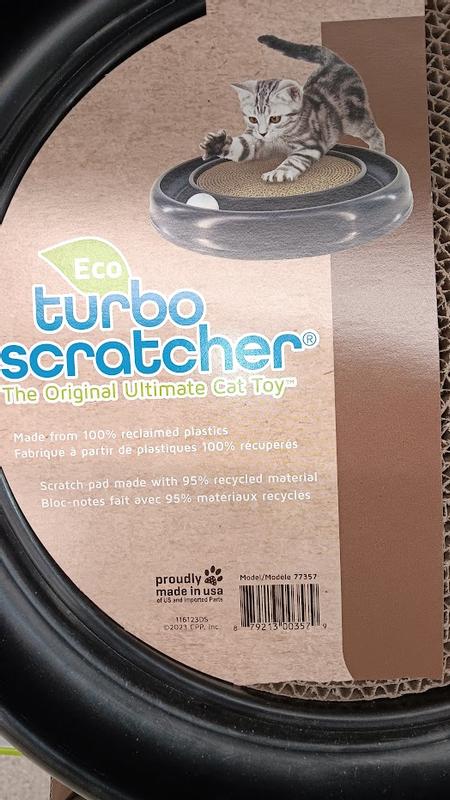 Eco
turbo
scratcher®
The Original Ultimate Cat Toy™
Made from 100% reclaimed plastics
Fabriqué à partir de plastiques 100% récupérés
Scratch pad made with 95% recycled material
Bloc-notes fait avec 95% matériaux recyclés
proudly
made in usa
of US and Imported Parts
Model/Modèle 77357
116123DS
©2023 CPP, Inc.
8 79213 00357 9